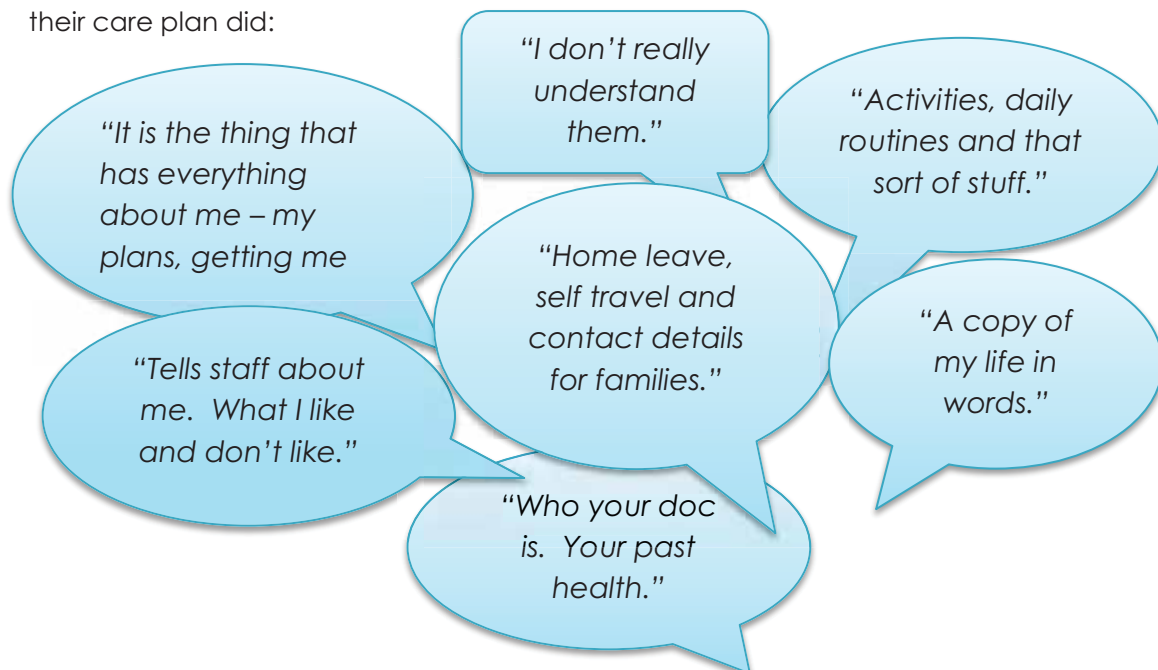 their care plan did:
“I don’t really
understand
them.”
“It is the thing that
has everything
about me – my
plans, getting me
“Activities, daily
routines and that
sort of stuff.”
“Home leave,
self travel and
contact details
for families.”
“A copy of
my life in
words.”
“Tells staff about
me.  What I like
and don’t like.”
“Who your doc
is.  Your past
health.”